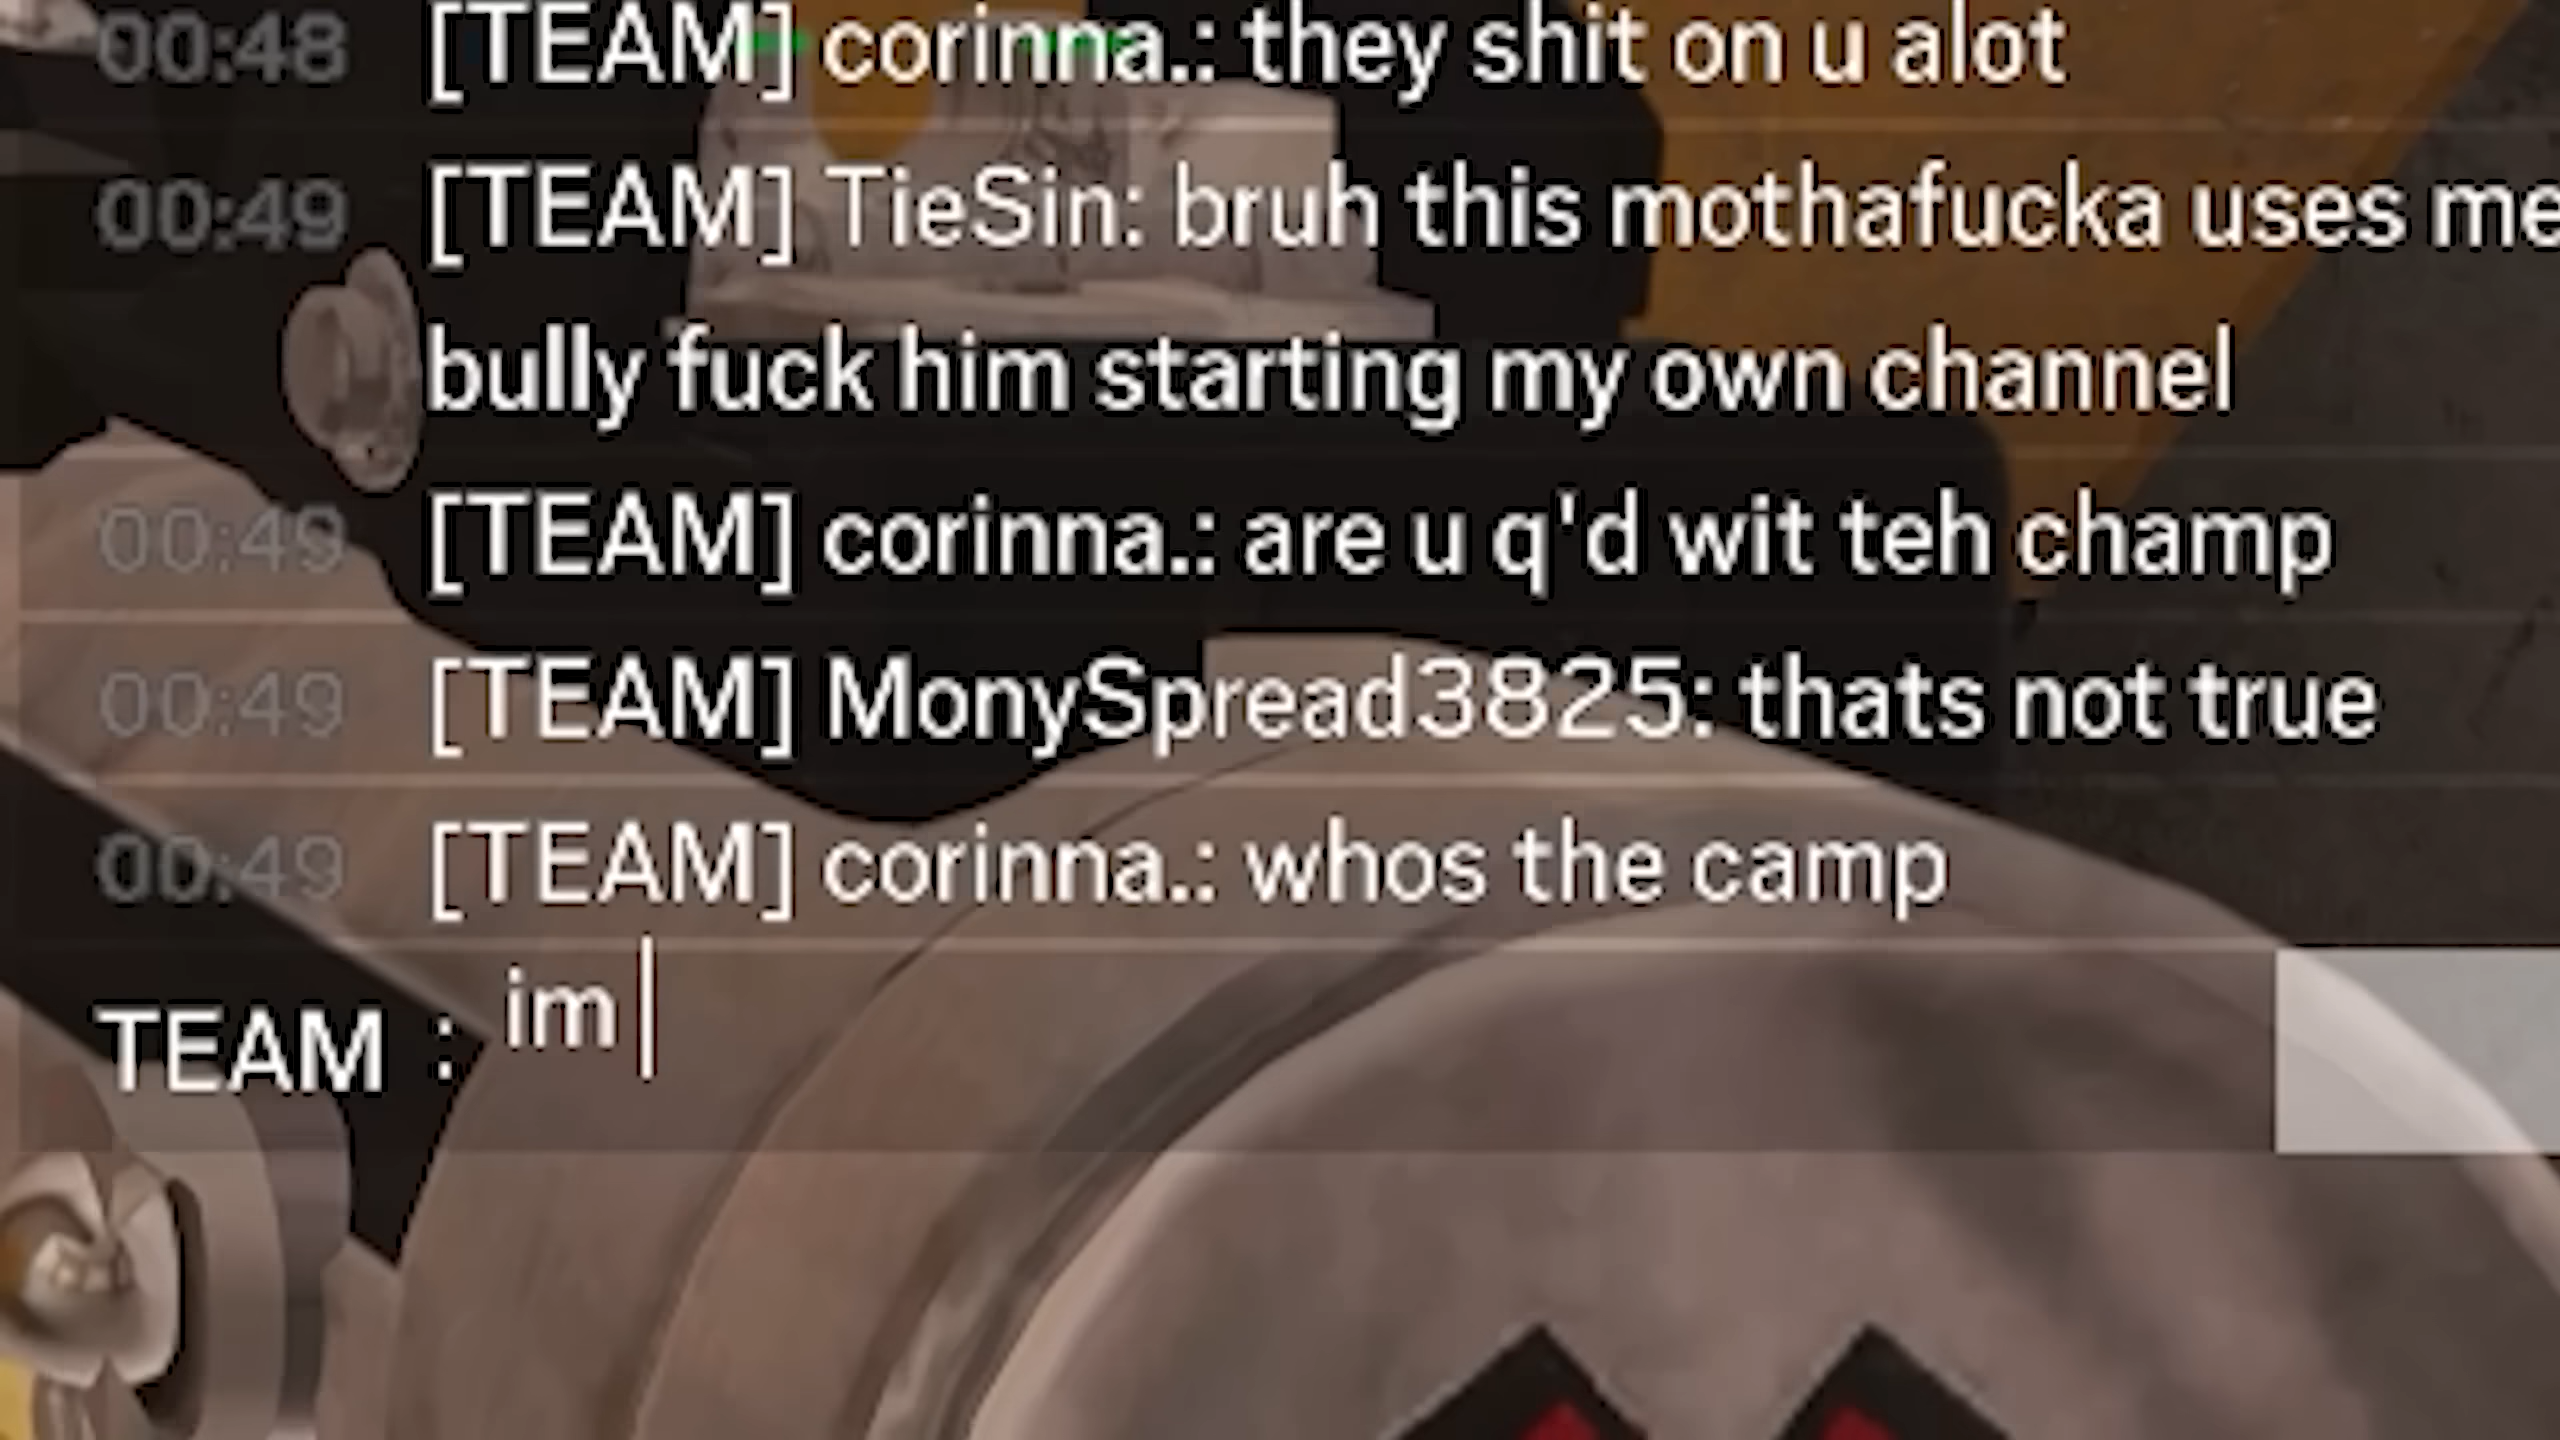 00:48 [TEAM] corinna.: they shit on u alot
00:49 [TEAM] TieSin: bruh this mothafucka uses me
bully fuck him starting my own channel
00:49 [TEAM] corinna.: are u q'd wit teh champ
00:49 [TEAM] MonySpread3825: thats not true
00:49 [TEAM] corinna.: whos the camp
TEAM : im